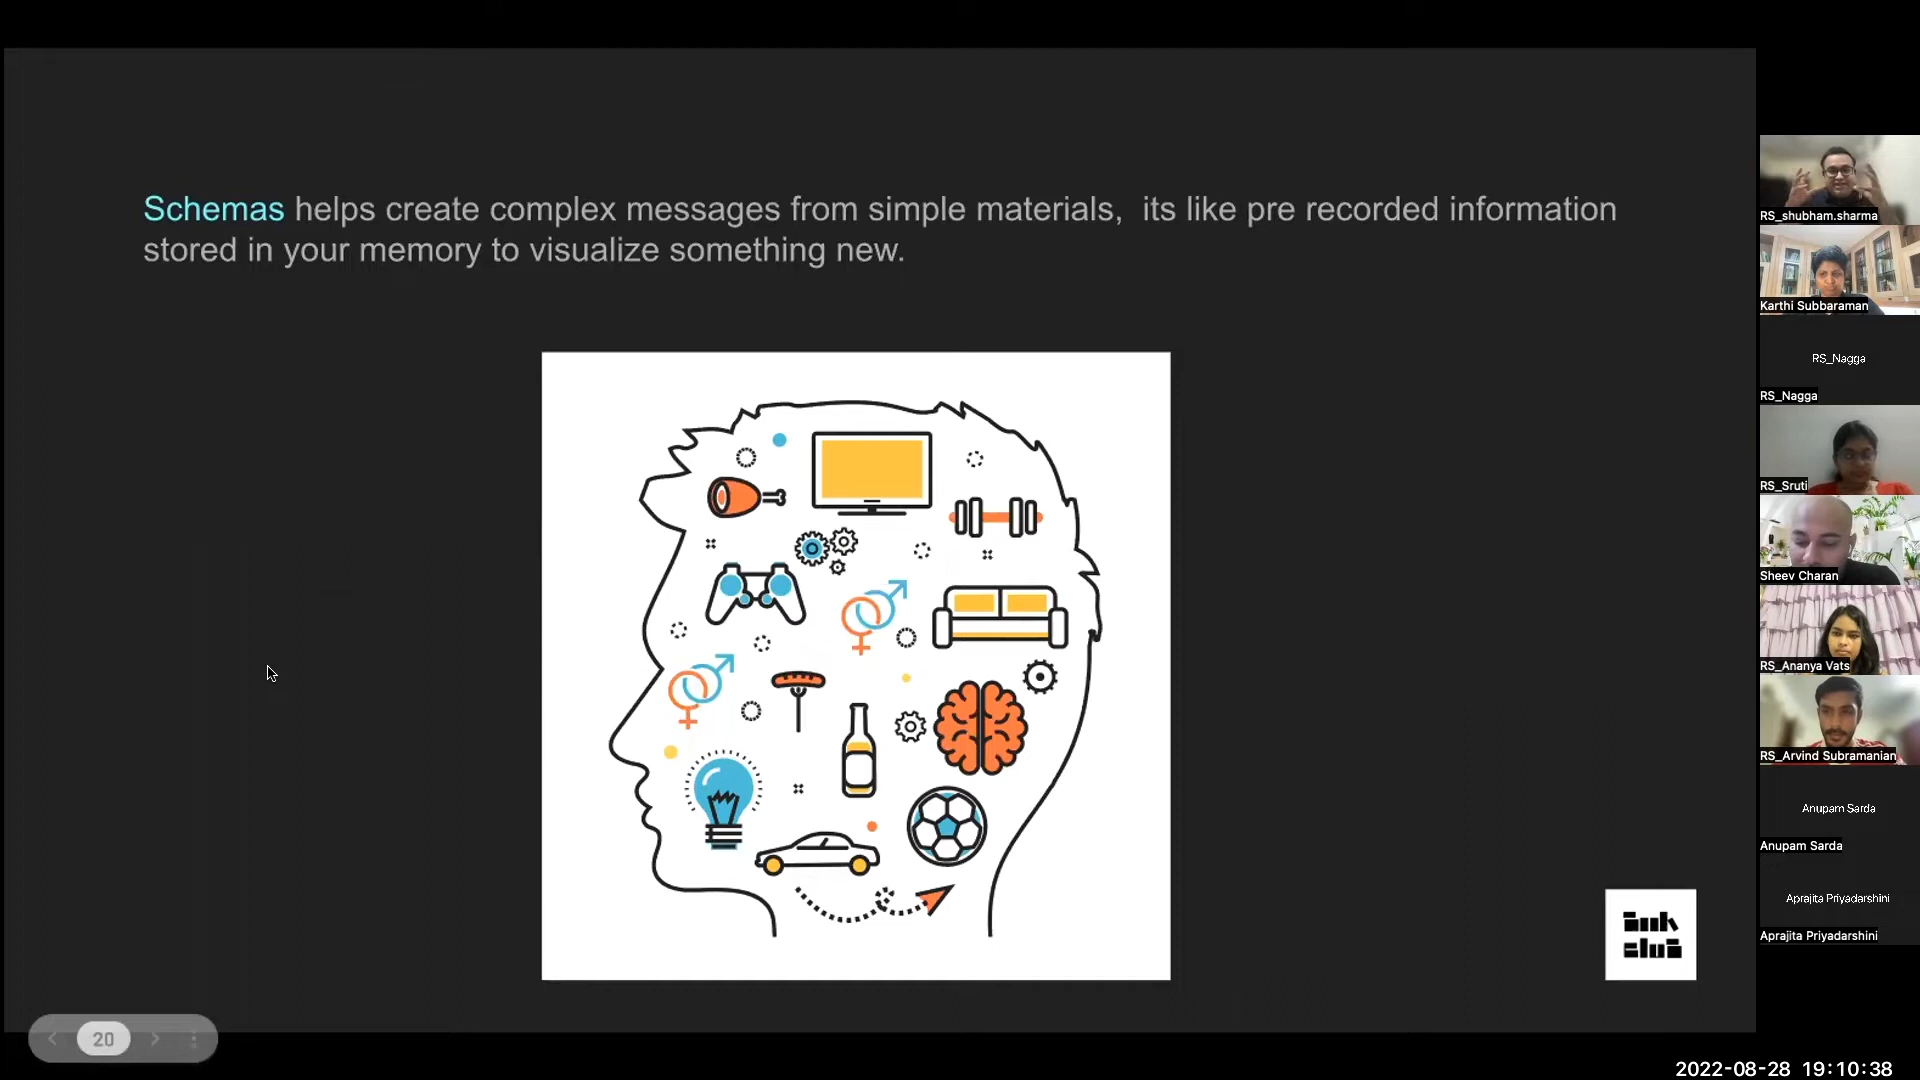 Schemas helps create complex messages from simple materials,  its like pre recorded information
stored in your memory to visualize something new.
20
RS_shubham.sharma
Karthi Subbaraman
RS_Nagga
RS_Nagga
RS_Sruti
Sheev Charan
RS_Ananya Vats
RS_Arvind Subramanian
Anupam Sarda
Anupam Sarda
Aprajita Priyadarshini
Aprajita Priyadarshini
club
2022-08-28 19:10:38